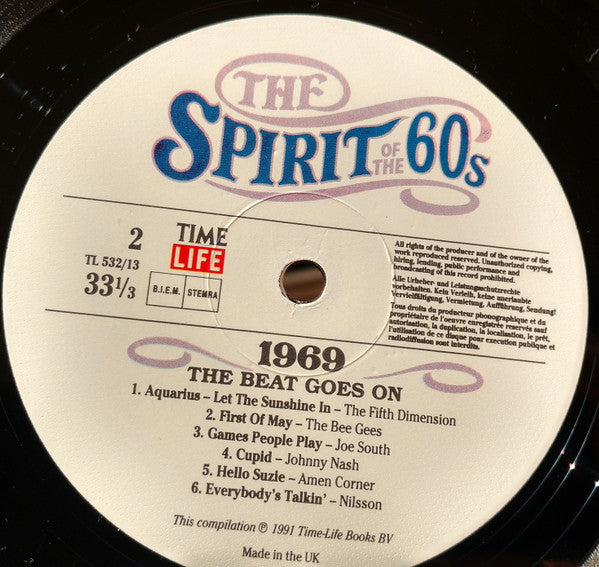 THE
SPIRIT OF THE 60s
2
TL 532/13
33 1/3
TIME
LIFE
B.I.E.M. STEMRA
All rights of the producer and of the owner of the
work reproduced reserved. Unauthorized copying,
hiring, lending, public performance and
broadcasting of this record prohibited.
Alle Urheber- und Leistungsschutzrechte
vorbehalten. Kein Verleih, keine unerlaubte
Vervielfältigung, Vermietung, Aufführung, Sendung!
Tous droits du producteur phonographique et du
propriétaire de l'oeuvre enregistrée reservés sauf
autorisation, la duplication, la localisation, le prêt,
l'utilisation de ce disque pour execution publique et
radiodiffusion sont interdits.
1969
THE BEAT GOES ON
1. Aquarius – Let The Sunshine In – The Fifth Dimension
2. First Of May – The Bee Gees
3. Games People Play – Joe South
4. Cupid – Johnny Nash
5. Hello Suzie – Amen Corner
6. Everybody's Talkin' – Nilsson
This compilation ℗ 1991 Time-Life Books BV
Made in the UK